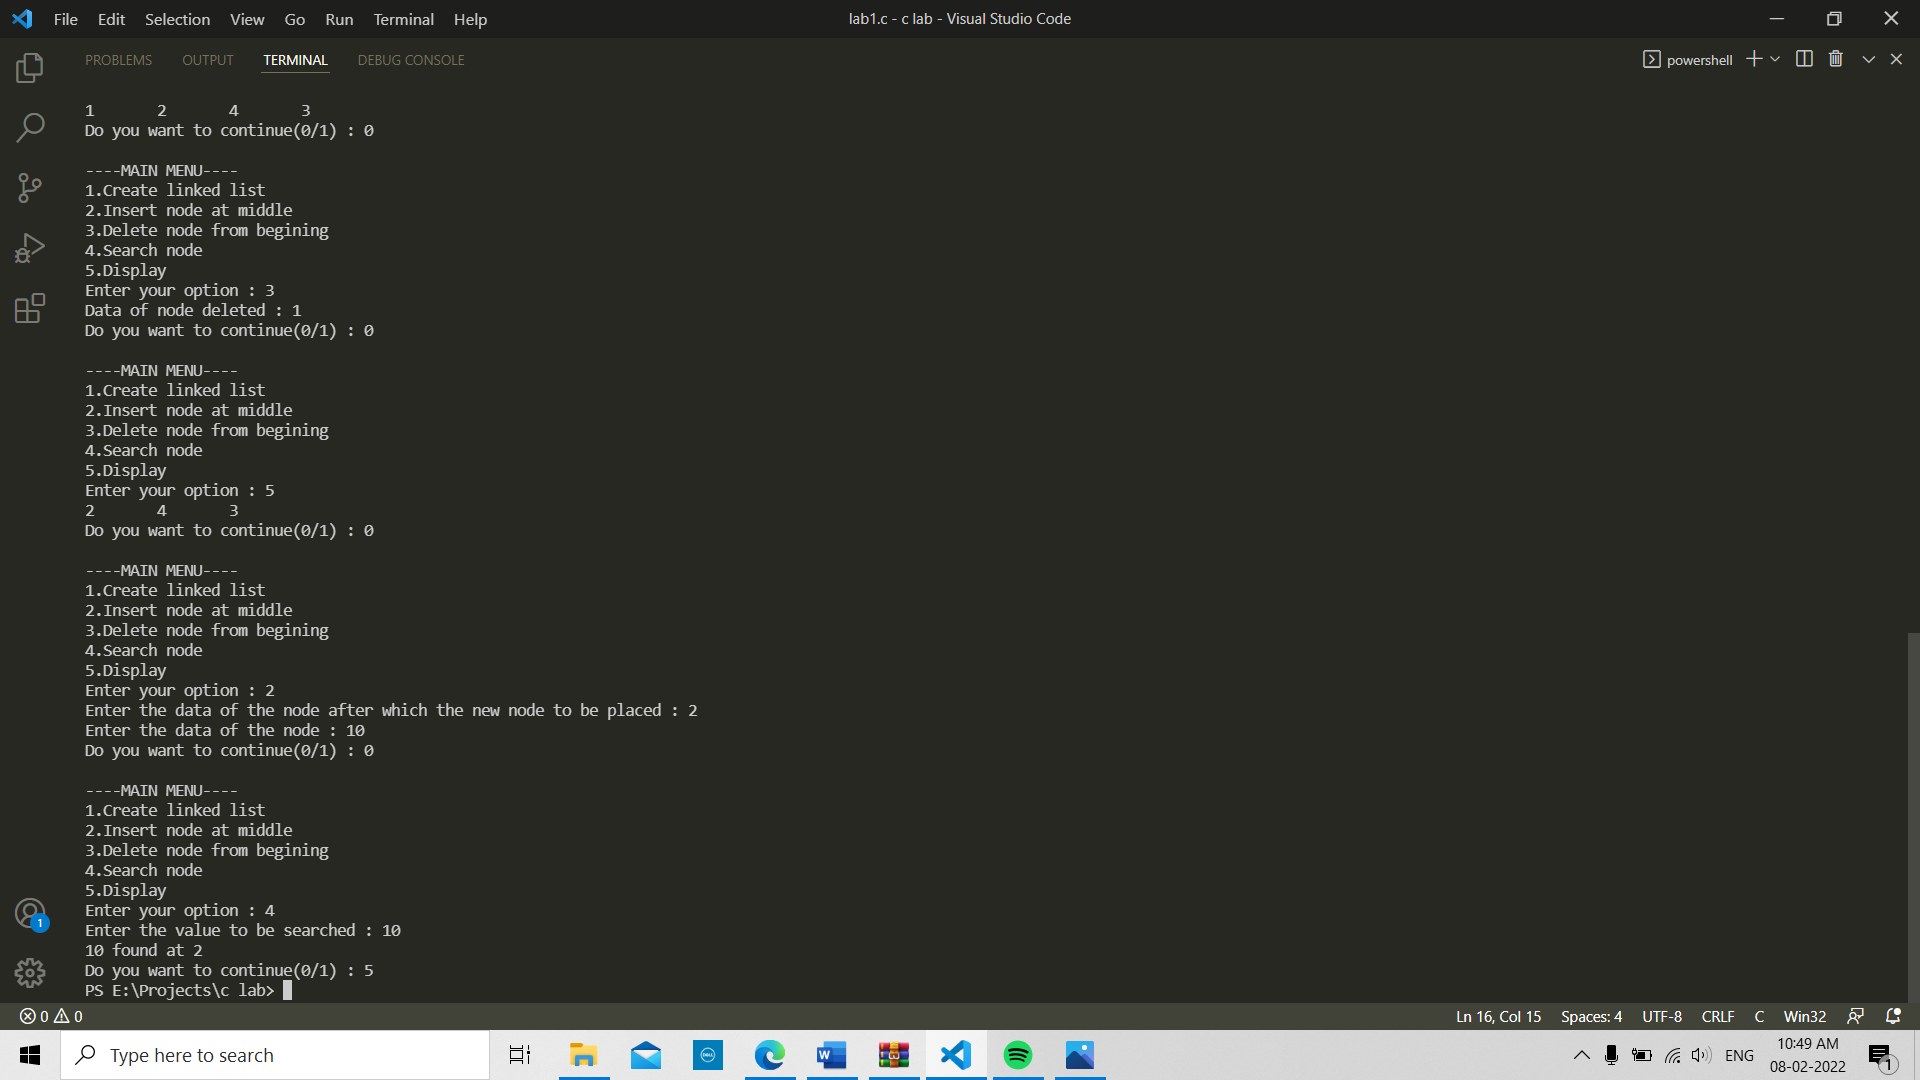 File Edit Selection View Go Run Terminal Help lab1.c - c lab - Visual Studio Code
PROBLEMS OUTPUT TERMINAL DEBUG CONSOLE powershell
1 2 4 3
Do you want to continue(0/1) : 0
----MAIN MENU----
1.Create linked list
2.Insert node at middle
3.Delete node from begining
4.Search node
5.Display
Enter your option : 3
Data of node deleted : 1
Do you want to continue(0/1) : 0
----MAIN MENU----
1.Create linked list
2.Insert node at middle
3.Delete node from begining
4.Search node
5.Display
Enter your option : 5
2 4 3
Do you want to continue(0/1) : 0
----MAIN MENU----
1.Create linked list
2.Insert node at middle
3.Delete node from begining
4.Search node
5.Display
Enter your option : 2
Enter the data of the node after which the new node to be placed : 2
Enter the data of the node : 10
Do you want to continue(0/1) : 0
----MAIN MENU----
1.Create linked list
2.Insert node at middle
3.Delete node from begining
4.Search node
5.Display
Enter your option : 4
Enter the value to be searched : 10
10 found at 2
Do you want to continue(0/1) : 5
PS E:\Projects\c lab>
1
0 0 Ln 16, Col 15 Spaces: 4 UTF-8 CRLF C Win32
Type here to search
DELL
W
ENG
10:49 AM
08-02-2022
1